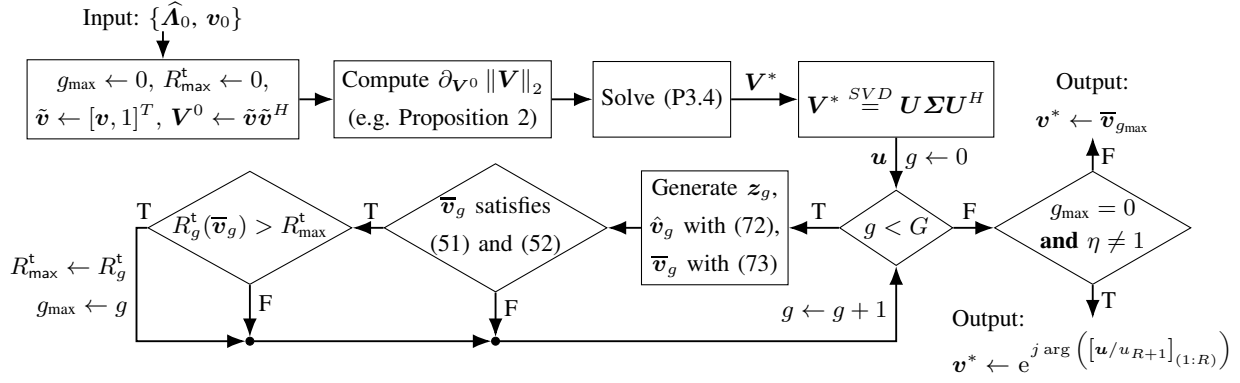 Input: {Λ̂₀, v₀}
g_max ← 0, R^t_max ← 0,
ṽ ← [v, 1]^T, V⁰ ← ṽṽ^H
Compute ∂_{V⁰} ‖V‖₂
(e.g. Proposition 2)
Solve (P3.4)
V*
V* =^{SVD} UΣU^H
u
g ← 0
Output:
v* ← v̅_{g_max}
F
T
R^t_g(v̅_g) > R^t_max
T
v̅_g satisfies
(51) and (52)
Generate z_g,
v̂_g with (72),
v̅_g with (73)
T
g < G
F
g_max = 0
and η ≠ 1
R^t_max ← R^t_g
g_max ← g
F
F
g ← g + 1
T
Output:
v* ← e^{j arg([u/u_{R+1}]_{(1:R)})}